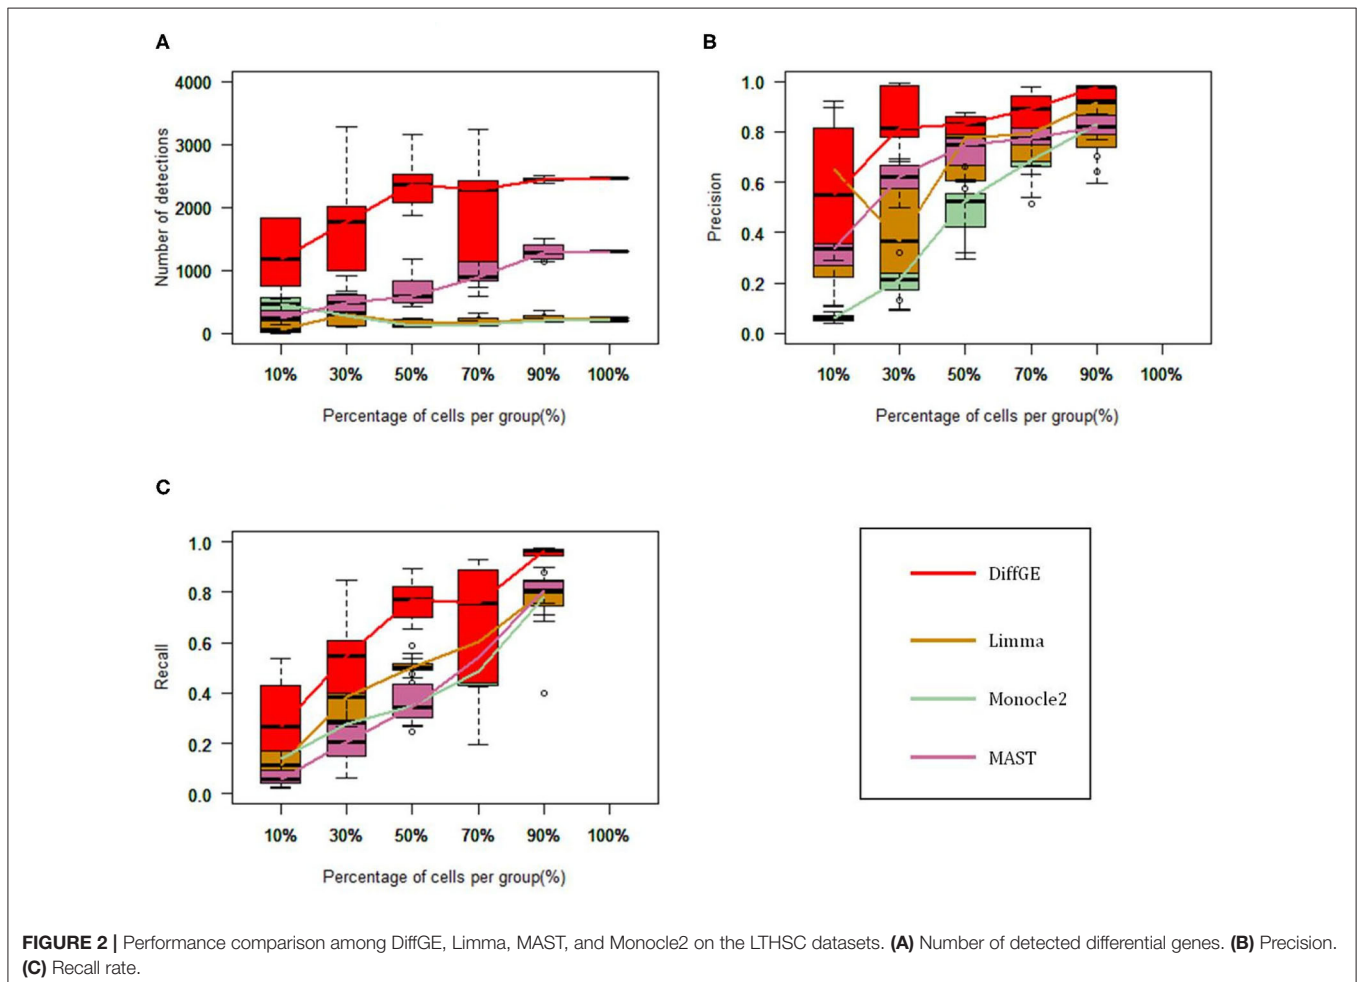 A
4000
3000
2000
1000
0
Number of detections
10% 30% 50% 70% 90% 100%
Percentage of cells per group(%)
B
1.0
0.8
0.6
0.4
0.2
0.0
Precision
10% 30% 50% 70% 90% 100%
Percentage of cells per group(%)
C
1.0
0.8
0.6
0.4
0.2
0.0
Recall
10% 30% 50% 70% 90% 100%
Percentage of cells per group(%)
DiffGE
Limma
Monocle2
MAST
FIGURE 2 | Performance comparison among DiffGE, Limma, MAST, and Monocle2 on the LTHSC datasets. (A) Number of detected differential genes. (B) Precision.
(C) Recall rate.